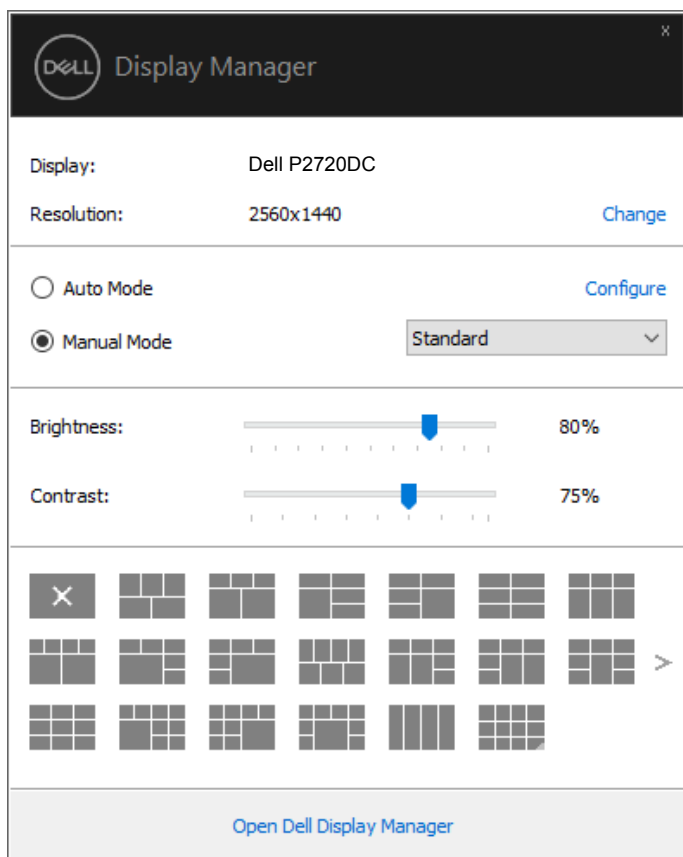 x
DELL Display Manager
Display: Dell P2720DC
Resolution: 2560x1440 Change
Auto Mode Configure
Manual Mode Standard
Brightness: 80%
Contrast: 75%
>
Open Dell Display Manager